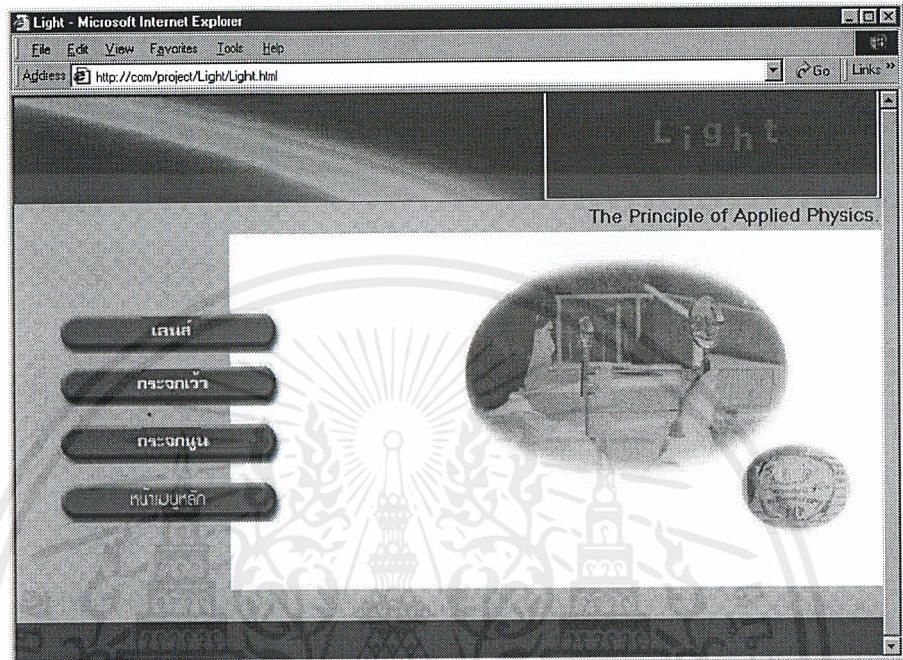 Light - Microsoft Internet Explorer
File Edit View Favorites Tools Help
Address http://com/project/Light/Light.html Go Links »
Light
The Principle of Applied Physics.
เลนส์
กระจกเว้า
กระจกนูน
หน้าเมนูหลัก